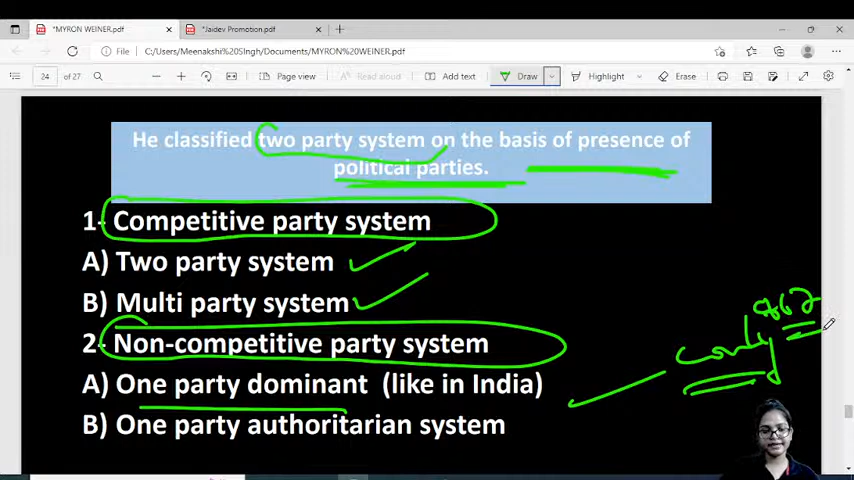 *MYRON WEINER.pdf
*Jaidev Promotion.pdf
File C:/Users/Meenakshi%20SIngh/Documents/MYRON%20WEINER.pdf
24 of 27 Page view Read aloud Add text Draw Highlight Erase
He classified two party system on the basis of presence of
political parties.
1- Competitive party system
A) Two party system
B) Multi party system
2- Non-competitive party system
A) One party dominant (like in India)
B) One party authoritarian system